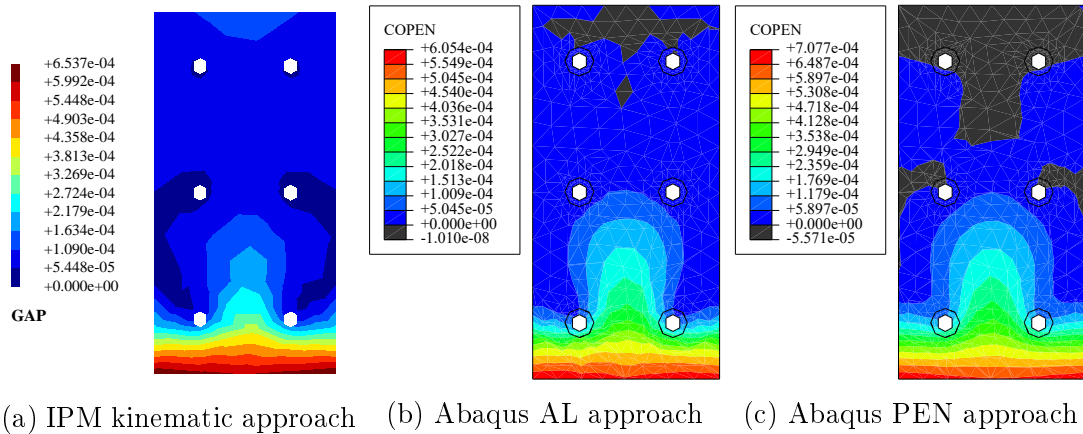 +6.537e-04
+5.992e-04
+5.448e-04
+4.903e-04
+4.358e-04
+3.813e-04
+3.269e-04
+2.724e-04
+2.179e-04
+1.634e-04
+1.090e-04
+5.448e-05
+0.000e+00
GAP
(a) IPM kinematic approach
COPEN
+6.054e-04
+5.549e-04
+5.045e-04
+4.540e-04
+4.036e-04
+3.531e-04
+3.027e-04
+2.522e-04
+2.018e-04
+1.513e-04
+1.009e-04
+5.045e-05
+0.000e+00
-1.010e-08
(b) Abaqus AL approach
COPEN
+7.077e-04
+6.487e-04
+5.897e-04
+5.308e-04
+4.718e-04
+4.128e-04
+3.538e-04
+2.949e-04
+2.359e-04
+1.769e-04
+1.179e-04
+5.897e-05
+0.000e+00
-5.571e-05
(c) Abaqus PEN approach